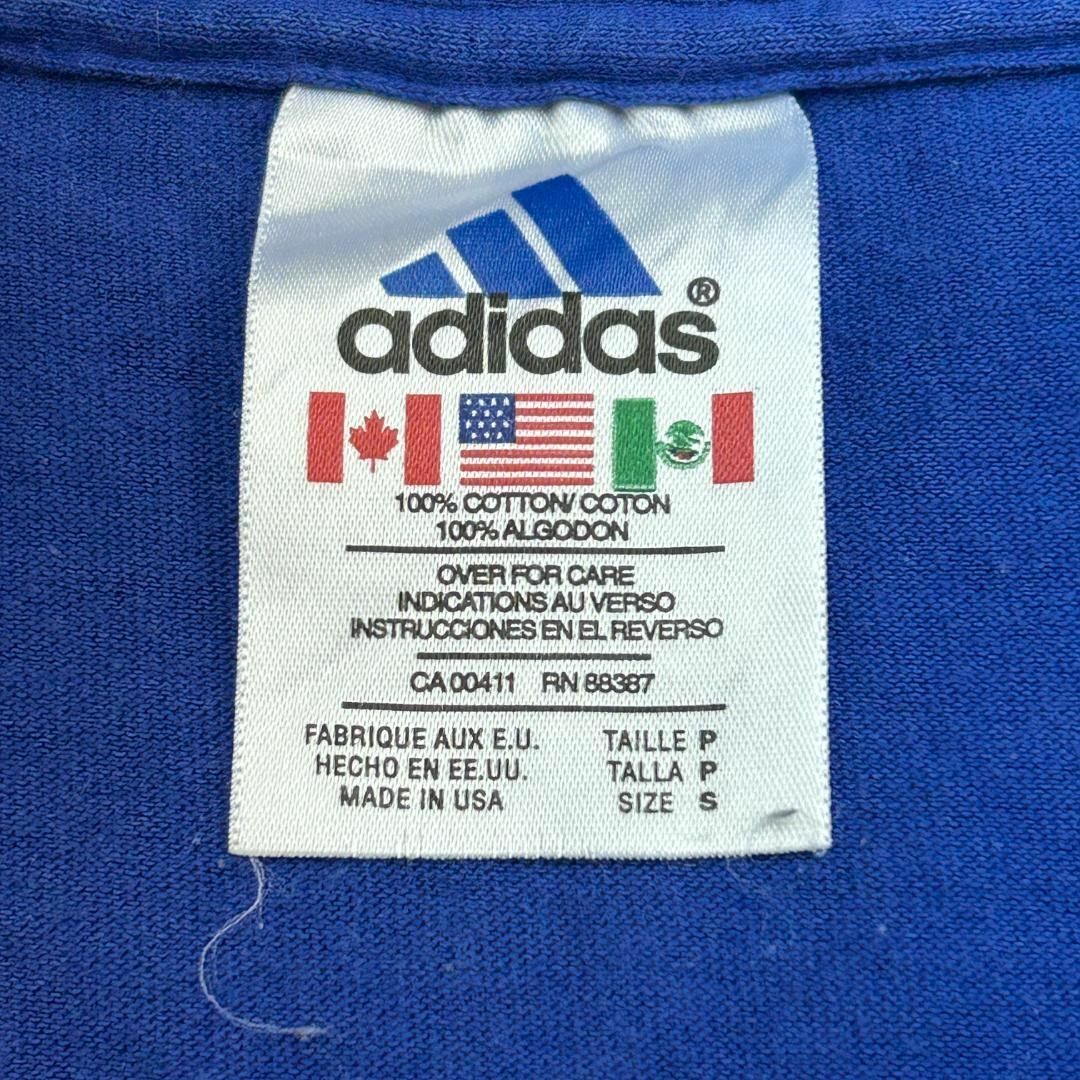 adidas®
100% COTTON/ COTON
100% ALGODON
OVER FOR CARE
INDICATIONS AU VERSO
INSTRUCCIONES EN EL REVERSO
CA 00411 RN 88387
FABRIQUE AUX E.U. TAILLE P
HECHO EN EE.UU. TALLA P
MADE IN USA SIZE S